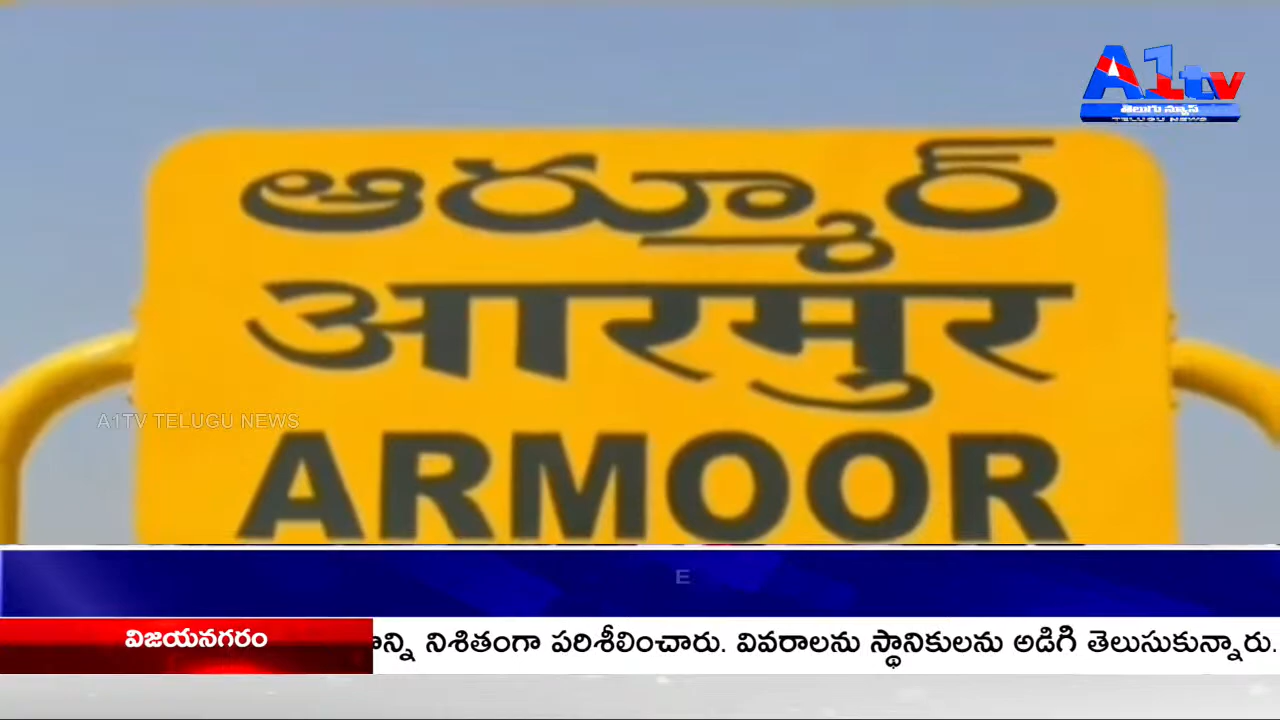 A1tv
తెలుగు న్యూస్
TELUGU NEWS
ఆర్మూర్
आरमुर
A1TV TELUGU NEWS
ARMOOR
E
విజయనగరం
నిశితంగా పరిశీలించారు. వివరాలను స్థానికులను అడిగి తెలుసుకున్నారు.